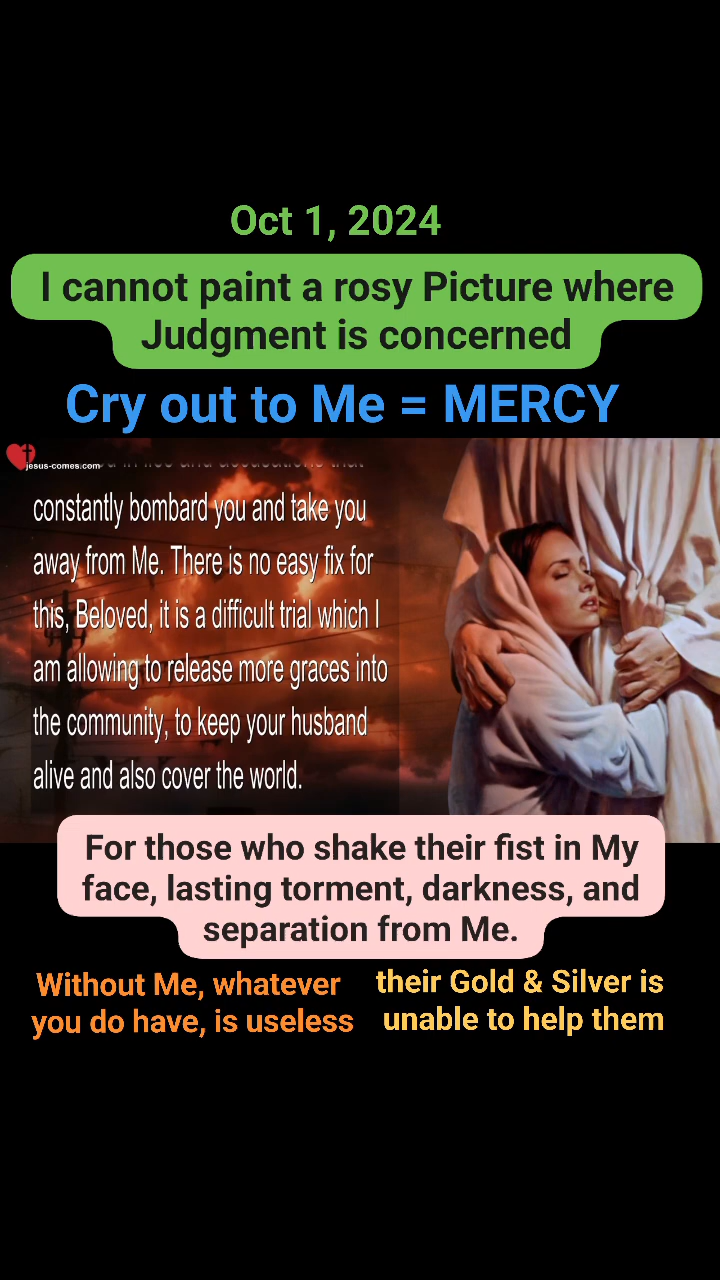 Oct 1, 2024
I cannot paint a rosy Picture where
Judgment is concerned
Cry out to Me = MERCY
jesus-comes.com
constantly bombard you and take you
away from Me. There is no easy fix for
this, Beloved, it is a difficult trial which I
am allowing to release more graces into
the community, to keep your husband
alive and also cover the world.
For those who shake their fist in My
face, lasting torment, darkness, and
separation from Me.
Without Me, whatever
you do have, is useless
their Gold & Silver is
unable to help them